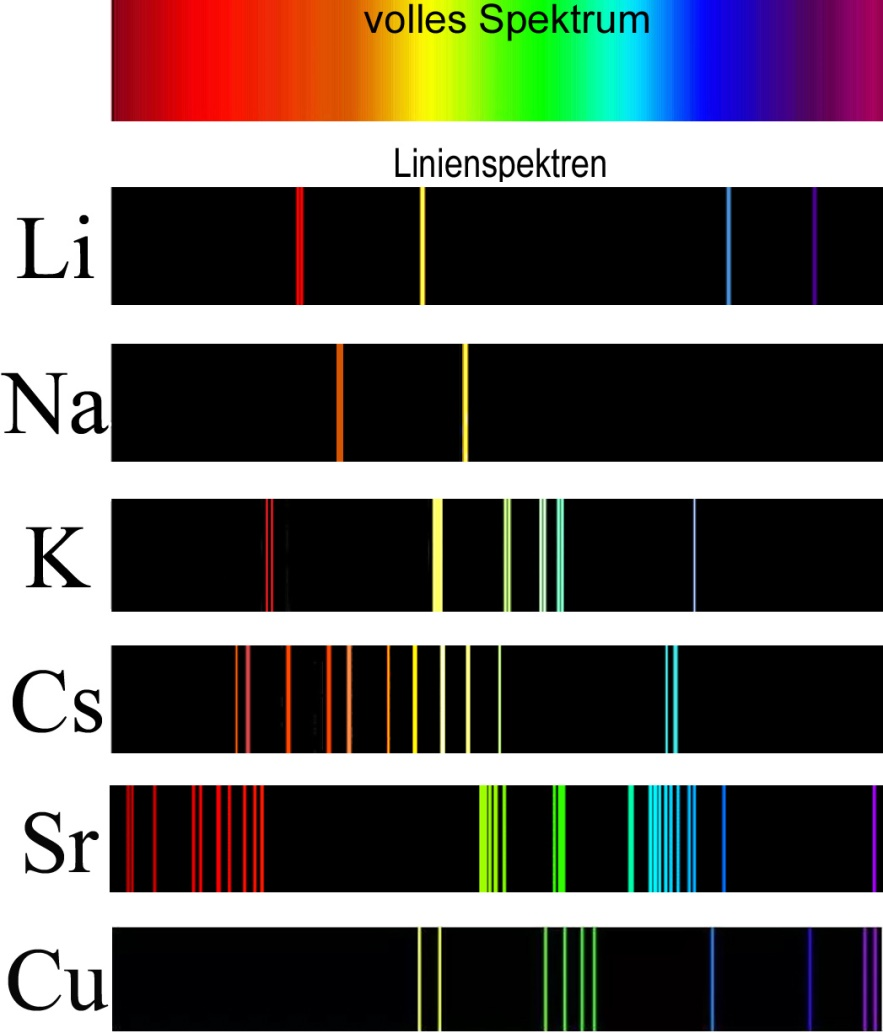 volles Spektrum
Linienspektren
Li
Na
K
Cs
Sr
Cu